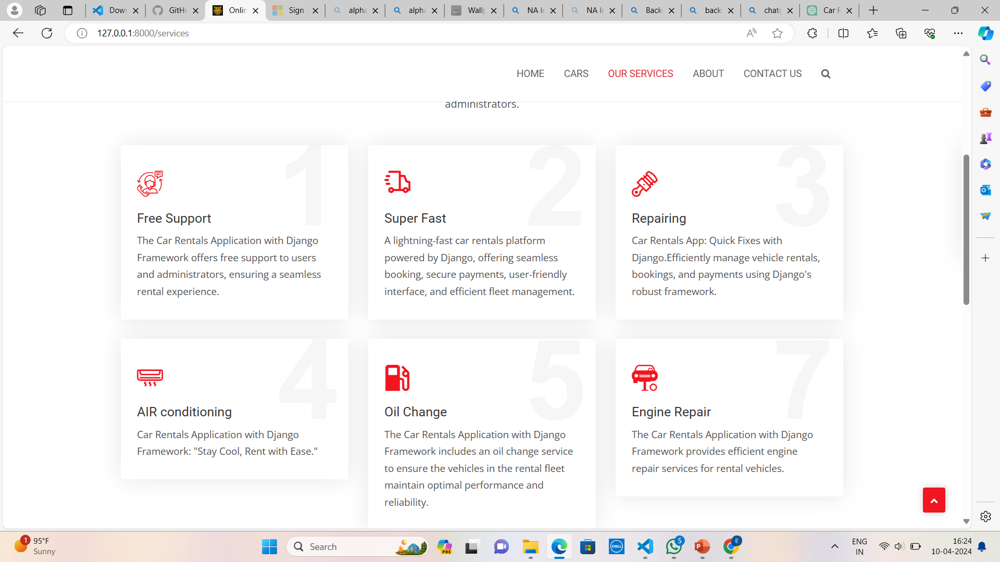 Down
GitHu
Onlin
Sign
alpha
alpha
Wallp
NA le
NA le
Back
back
chatg
Car R
127.0.0.1:8000/services
HOME CARS OUR SERVICES ABOUT CONTACT US
administrators.
1
Free Support
The Car Rentals Application with Django
Framework offers free support to users
and administrators, ensuring a seamless
rental experience.
2
Super Fast
A lightning-fast car rentals platform
powered by Django, offering seamless
booking, secure payments, user-friendly
interface, and efficient fleet management.
3
Repairing
Car Rentals App: Quick Fixes with
Django.Efficiently manage vehicle rentals,
bookings, and payments using Django's
robust framework.
4
AIR conditioning
Car Rentals Application with Django
Framework: "Stay Cool, Rent with Ease."
5
Oil Change
The Car Rentals Application with Django
Framework includes an oil change service
to ensure the vehicles in the rental fleet
maintain optimal performance and
reliability.
7
Engine Repair
The Car Rentals Application with Django
Framework provides efficient engine
repair services for rental vehicles.
1
95°F
Sunny
Search
PRE
DELL
5
E
ENG
IN
16:24
10-04-2024